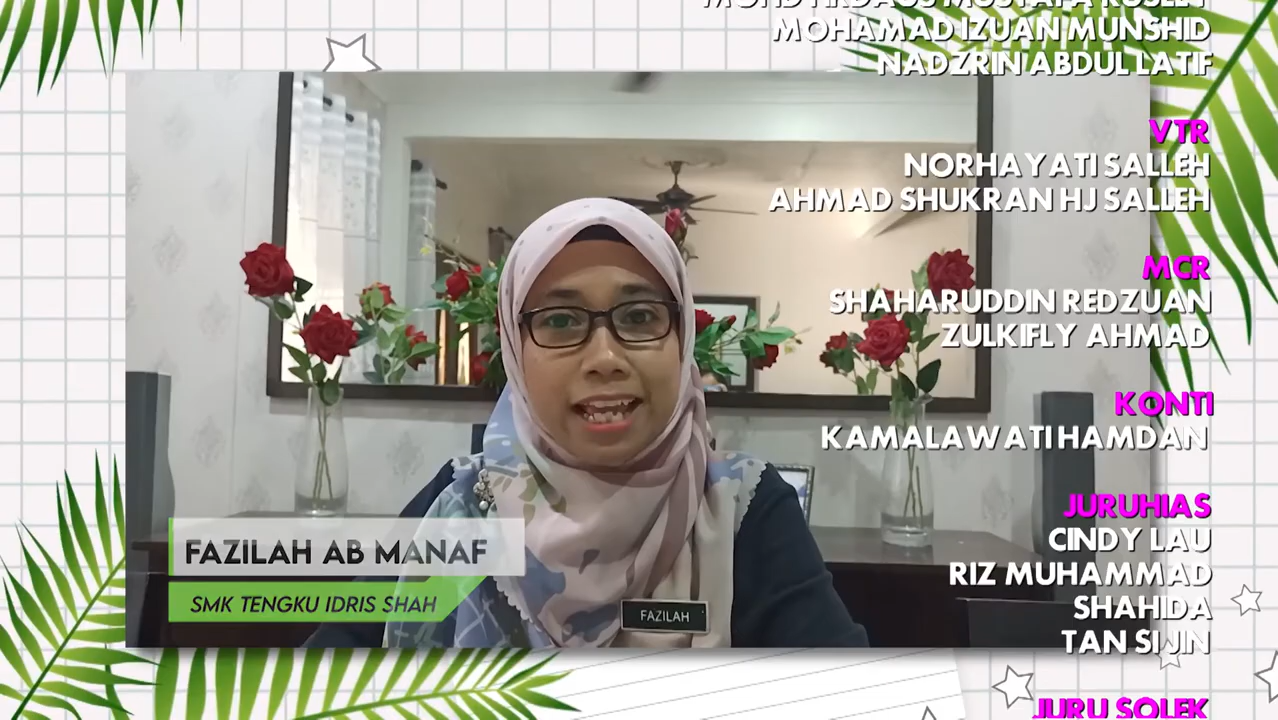 MOHAMAD IZUAN MUNSHID
NADZRIN ABDUL LATIF
VTR
NORHAYATI SALLEH
AHMAD SHUKRAN HJ SALLEH
MCR
SHAHARUDDIN REDZUAN
ZULKIFLY AHMAD
KONTI
KAMALAWATI HAMDAN
JURUHIAS
CINDY LAU
RIZ MUHAMMAD
SHAHIDA
TAN SI JIN
JURU SOLEK
FAZILAH AB MANAF
SMK TENGKU IDRIS SHAH
FAZILAH